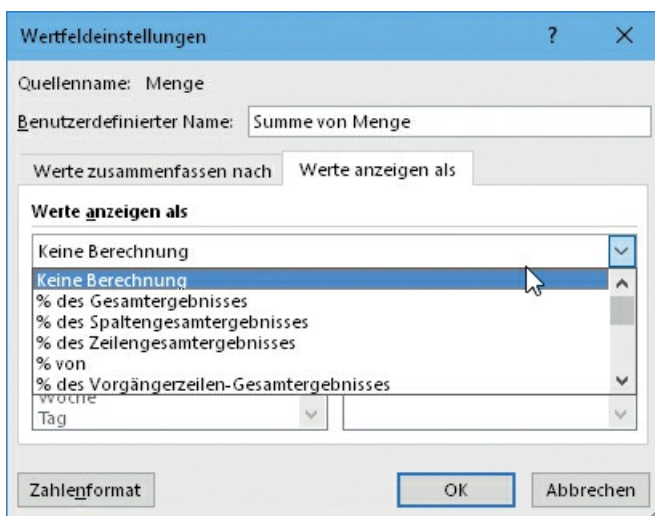 Wertfeldeinstellungen ? ×
Quellenname: Menge
Benutzerdefinierter Name: Summe von Menge
Werte zusammenfassen nach Werte anzeigen als
Werte anzeigen als
Keine Berechnung
Keine Berechnung
% des Gesamtergebnisses
% des Spaltengesamtergebnisses
% des Zeilengesamtergebnisses
% von
% des Vorgängerzeilen-Gesamtergebnisses
Woche
Tag
Zahlenformat OK Abbrechen